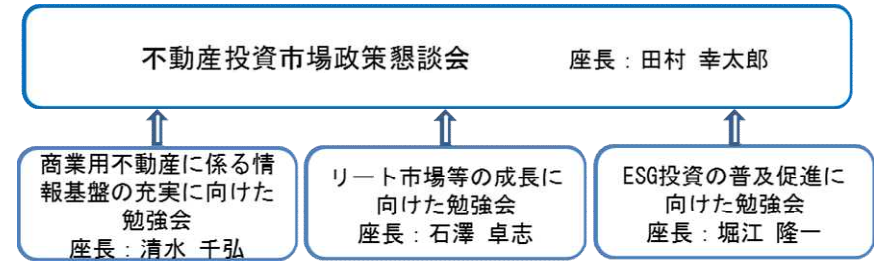 不動産投資市場政策懇談会　座長：田村 幸太郎
商業用不動産に係る情
報基盤の充実に向けた
勉強会
座長：清水 千弘
リート市場等の成長に
向けた勉強会
座長：石澤 卓志
ESG投資の普及促進に
向けた勉強会
座長：堀江 隆一